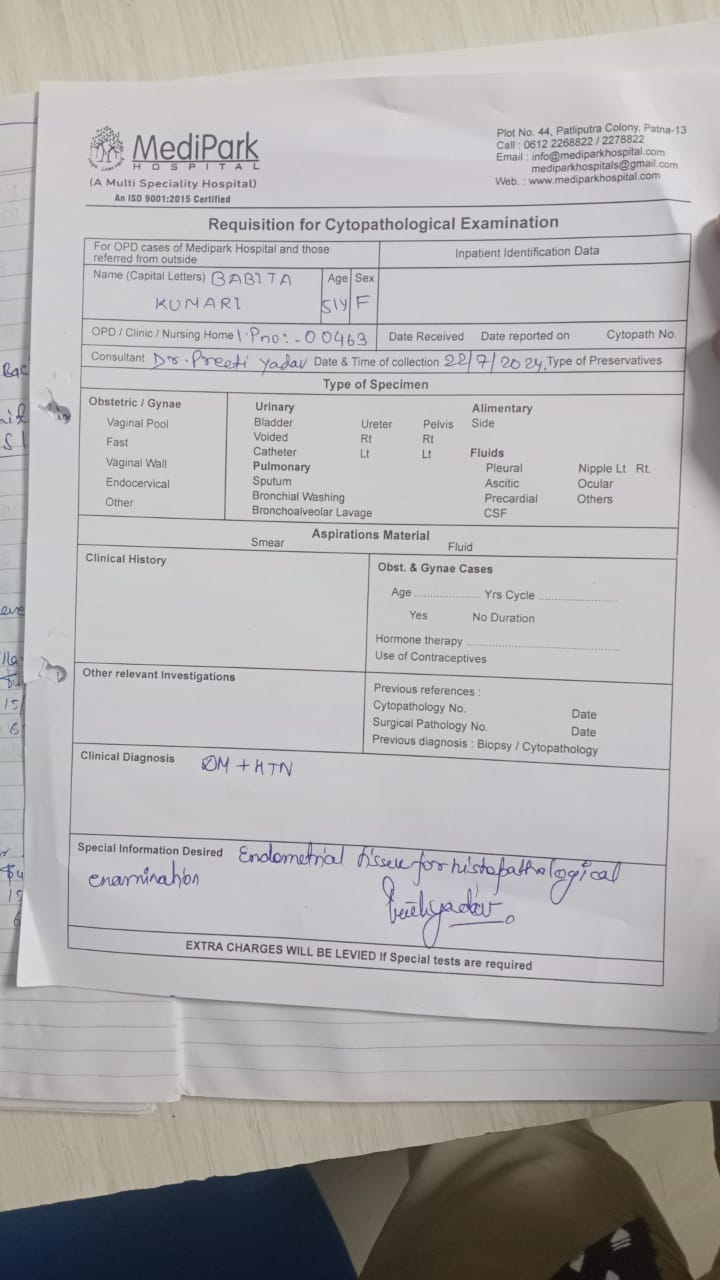 MediPark
HOSPITAL
(A Multi Speciality Hospital)
An ISO 9001:2015 Certified
Plot No. 44, Patliputra Colony, Patna-13
Call : 0612 2268822 / 2278822
Email : info@mediparkhospital.com
mediparkhospitals@gmail.com
Web. : www.mediparkhospital.com
Requisition for Cytopathological Examination
For OPD cases of Medipark Hospital and those
referred from outside
Inpatient Identification Data
Name (Capital Letters) BABITA
KUMARI
Age Sex
51Y F
OPD / Clinic / Nursing Home I.P no:- 00463 Date Received Date reported on Cytopath No.
Consultant Dr. Preeti Yadav Date & Time of collection 22/7/2024, Type of Preservatives
Type of Specimen
Obstetric / Gynae
Vaginal Pool
Fast
Vaginal Wall
Endocervical
Other
Urinary
Bladder Ureter Pelvis
Voided Rt Rt
Catheter Lt Lt
Pulmonary
Sputum
Bronchial Washing
Bronchoalveolar Lavage
Alimentary
Side
Fluids
Pleural Nipple Lt Rt.
Ascitic Ocular
Precardial Others
CSF
Aspirations Material
Smear Fluid
Clinical History
Obst. & Gynae Cases
Age .................... Yrs Cycle ........................
Yes No Duration
Hormone therapy ...............................................
Use of Contraceptives
Other relevant Investigations
Previous references :
Cytopathology No. Date
Surgical Pathology No. Date
Previous diagnosis : Biopsy / Cytopathology
Clinical Diagnosis DM + HTN
Special Information Desired Endometrial tissue for histopathological
enamination
Preetiyadav
EXTRA CHARGES WILL BE LEVIED If Special tests are required